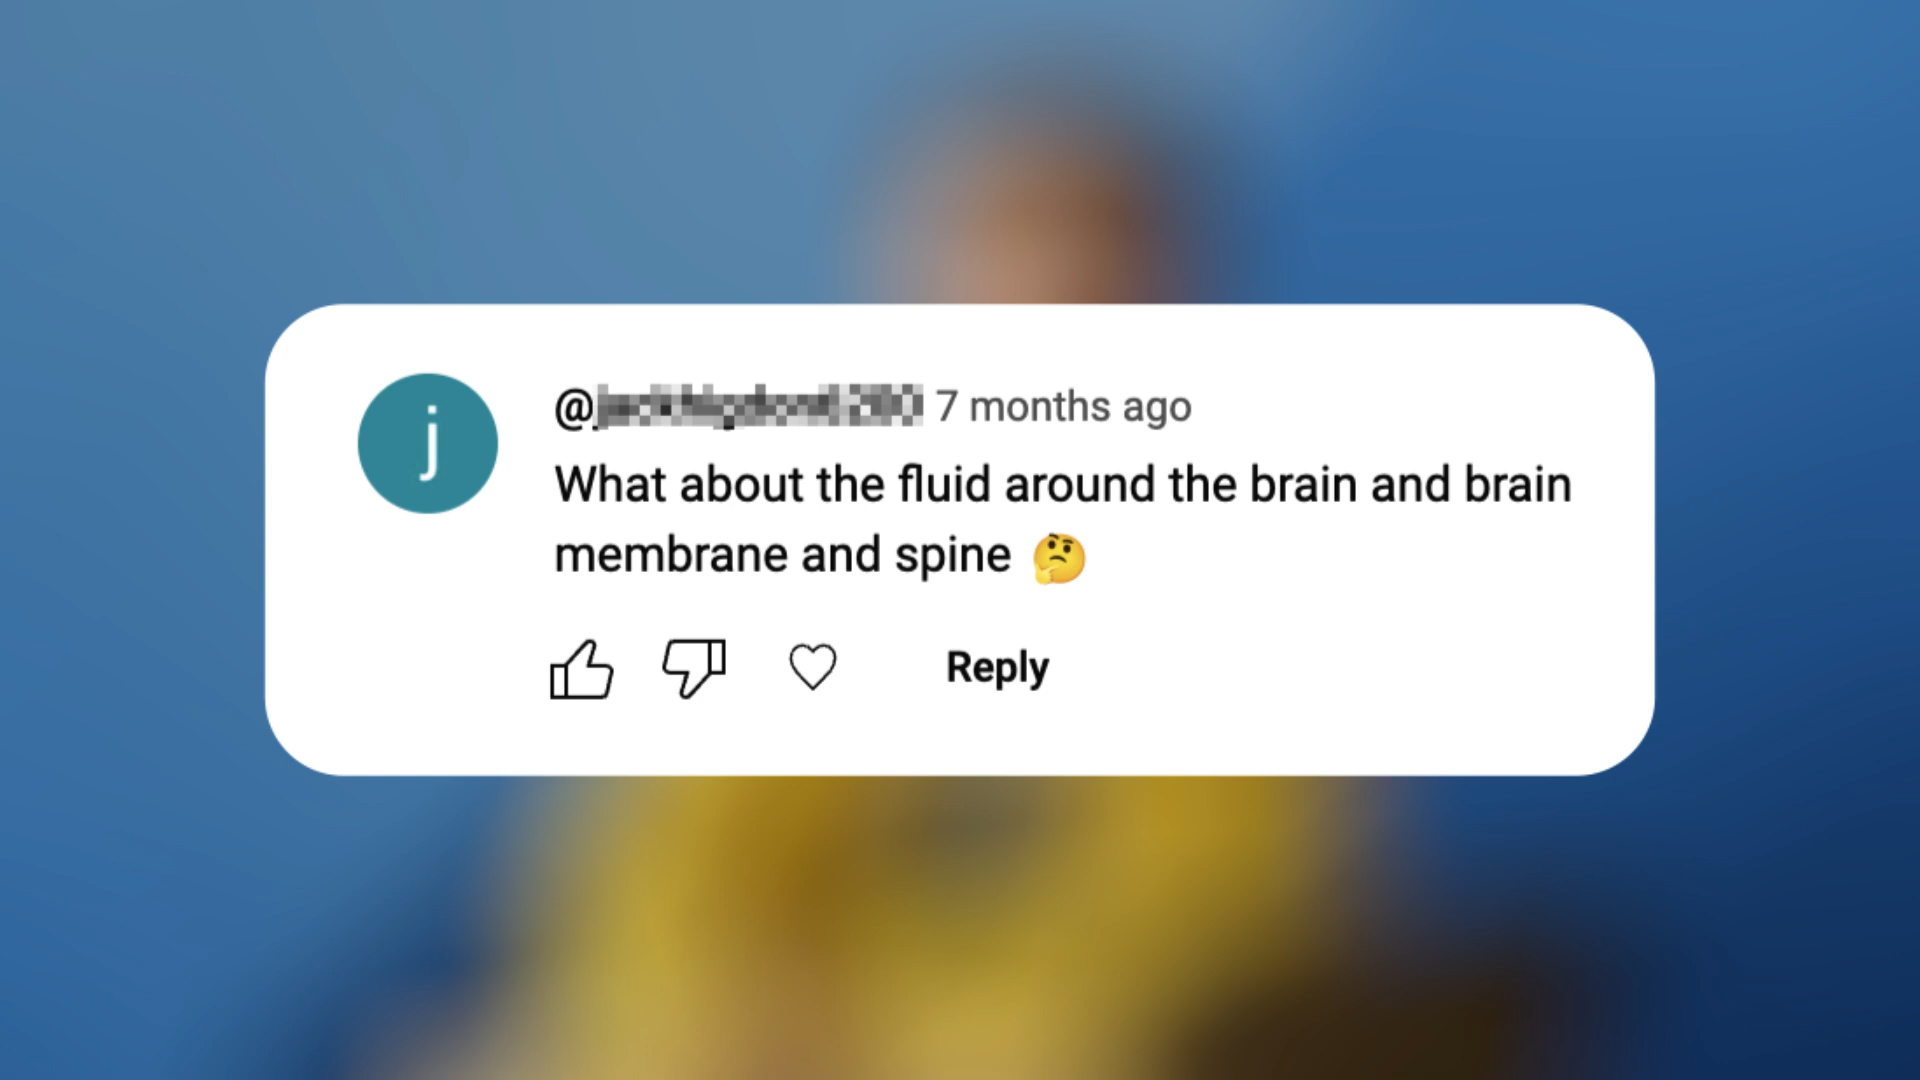 j
@ 7 months ago
What about the fluid around the brain and brain
membrane and spine 🤔
Reply